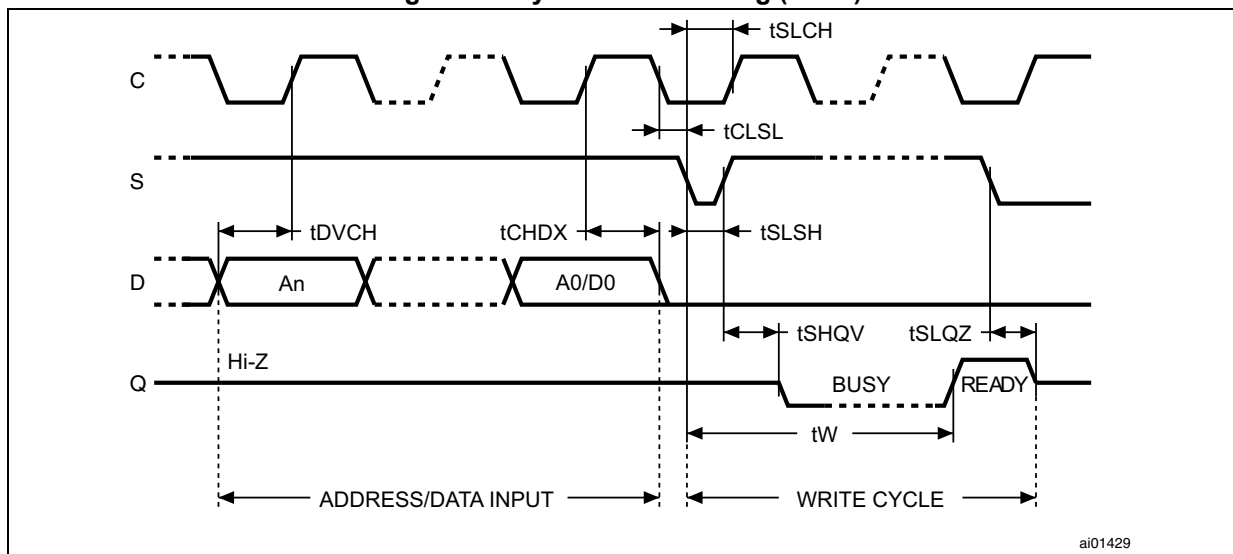 tSLCH
C
tCLSL
S
tDVCH
tCHDX
tSLSH
D
An
A0/D0
tSHQV
tSLQZ
Hi-Z
Q
BUSY
READY
tW
ADDRESS/DATA INPUT
WRITE CYCLE
ai01429